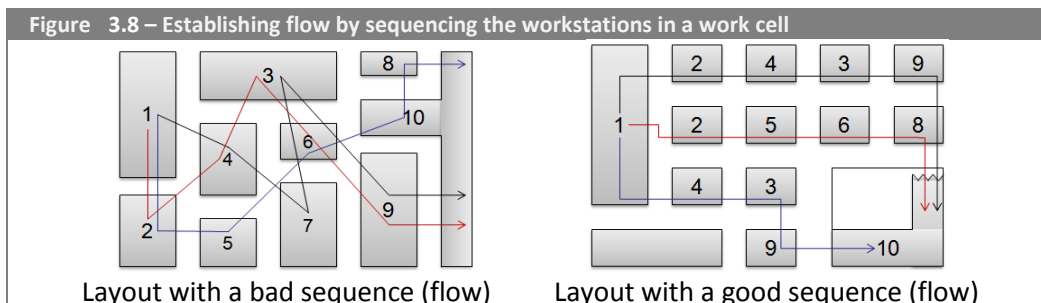 Figure 3.8 – Establishing flow by sequencing the workstations in a work cell
8
3
1
10
6
4
9
7
2
5
Layout with a bad sequence (flow)
2 4 3 9
1 2 5 6 8
4 3
9 10
Layout with a good sequence (flow)